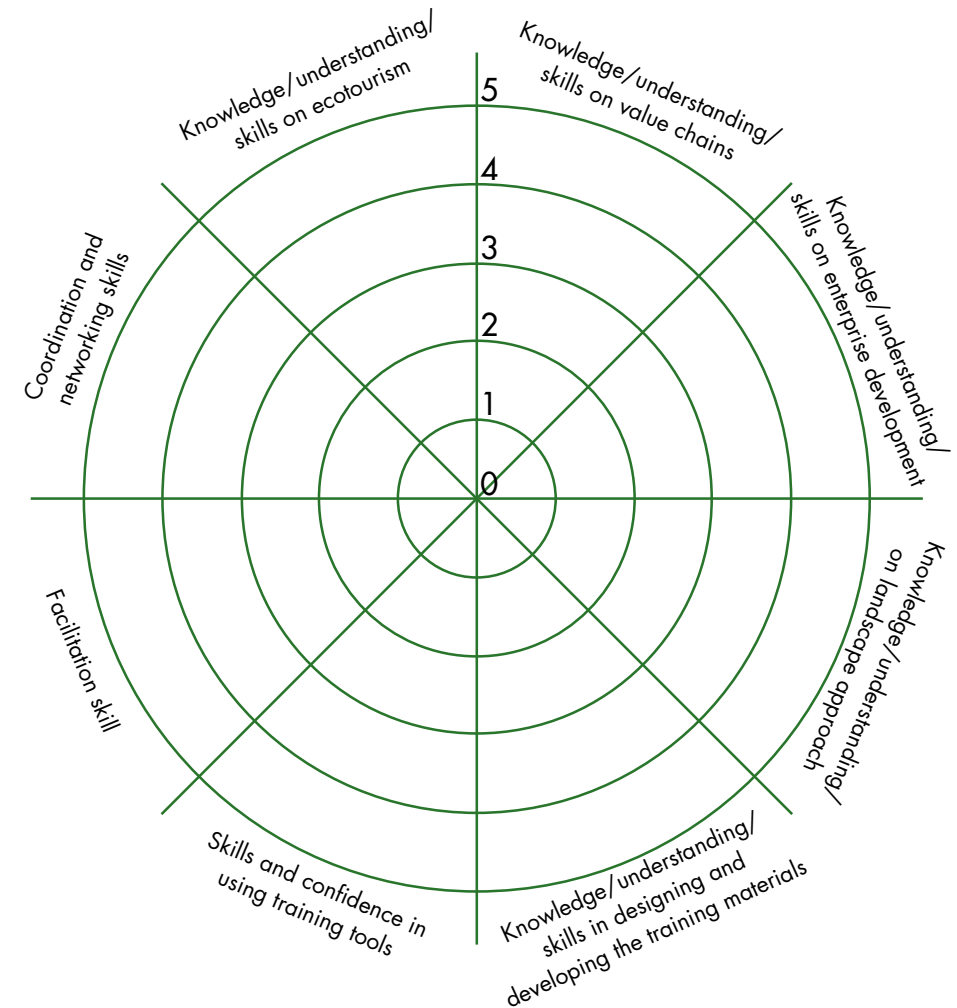 Knowledge/understanding/
skills on ecotourism
Knowledge/understanding/
skills on value chains
Knowledge/understanding/
skills on enterprise development
Knowledge/understanding/
on landscape approach
Knowledge/understanding/
skills in designing and
developing the training materials
Skills and confidence in
using training tools
Facilitation skill
Coordination and
networking skills
5
4
3
2
1
0